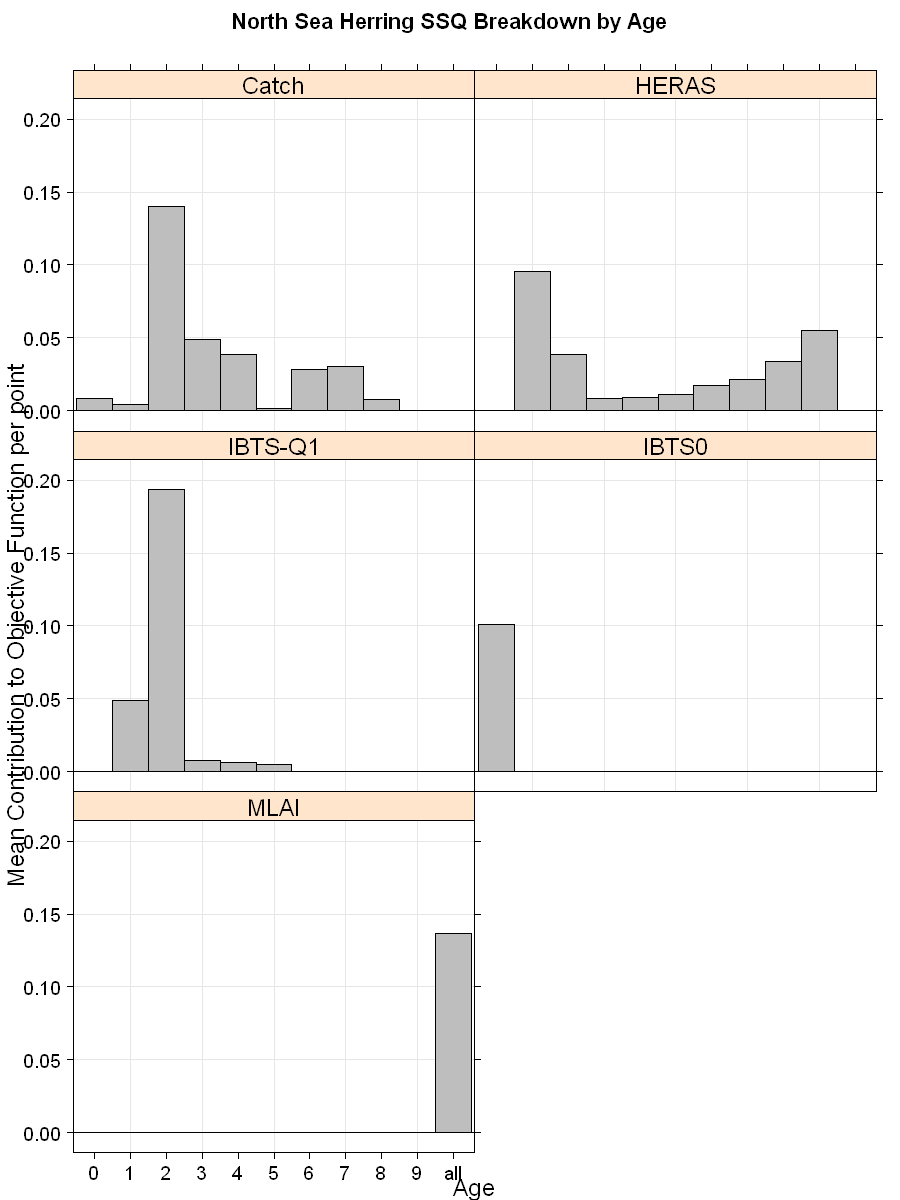 North Sea Herring SSQ Breakdown by Age
Catch
HERAS
0.20
0.15
0.10
0.05
0.00
IBTS-Q1
IBTS0
0.20
0.15
0.10
0.05
0.00
MLAI
0.20
0.15
0.10
0.05
0.00
Mean Contribution to Objective Function per point
0 1 2 3 4 5 6 7 8 9 all
Age